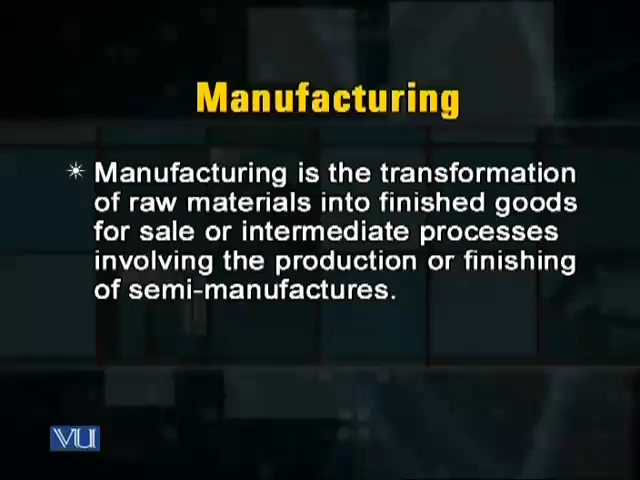 Manufacturing
Manufacturing is the transformation
of raw materials into finished goods
for sale or intermediate processes
involving the production or finishing
of semi-manufactures.
VU